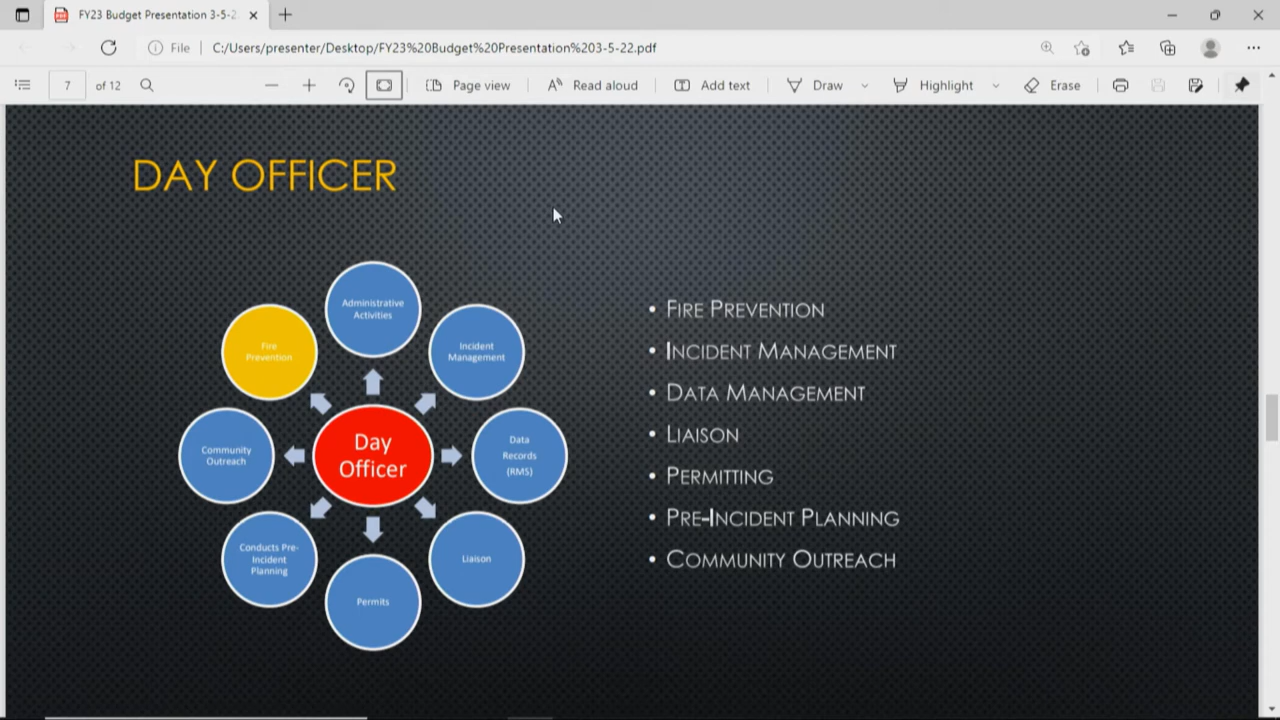 FY23 Budget Presentation 3-5-2
File
C:/Users/presenter/Desktop/FY23%20Budget%20Presentation%203-5-22.pdf
7 of 12
Page view
Read aloud
Add text
Draw
Highlight
Erase
DAY OFFICER
Administrative
Activities
Incident
Management
Data
Records
(RMS)
Liaison
Permits
Conducts Pre-
Incident
Planning
Community
Outreach
Fire
Prevention
Day
Officer
• FIRE PREVENTION
• INCIDENT MANAGEMENT
• DATA MANAGEMENT
• LIAISON
• PERMITTING
• PRE-INCIDENT PLANNING
• COMMUNITY OUTREACH